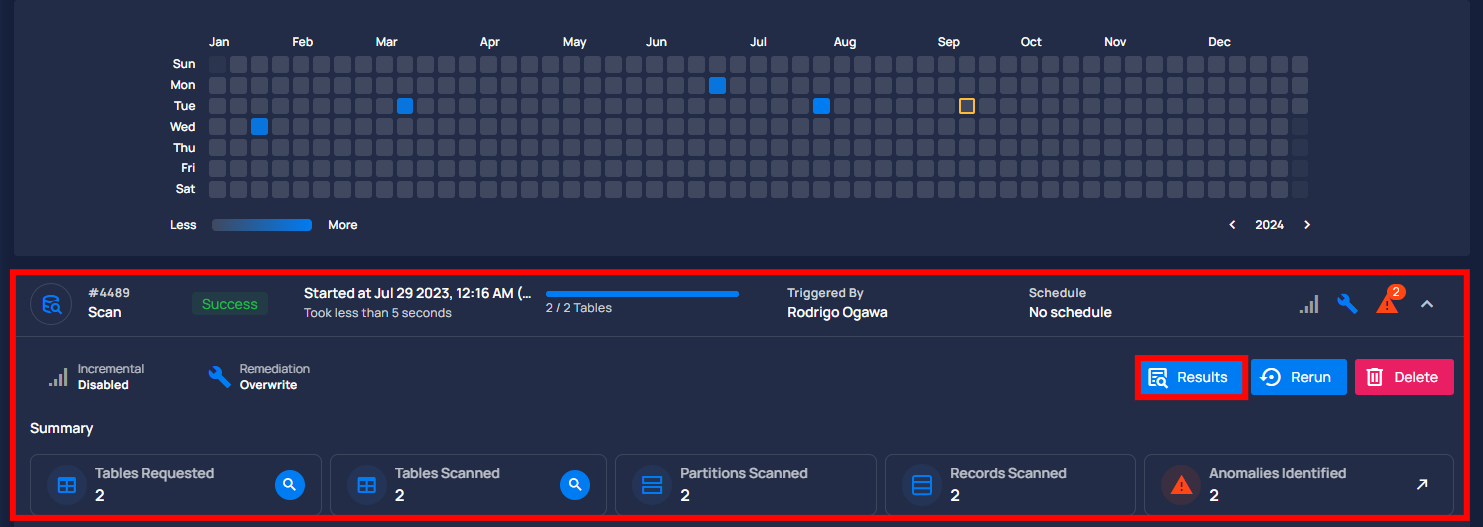 Jan Feb Mar Apr May Jun Jul Aug Sep Oct Nov Dec
Sun
Mon
Tue
Wed
Thu
Fri
Sat
Less More
2024
#4489
Scan
Success
Started at Jul 29 2023, 12:16 AM (...
Took less than 5 seconds
2 / 2 Tables
Triggered By
Rodrigo Ogawa
Schedule
No schedule
2
Incremental
Disabled
Remediation
Overwrite
Results
Rerun
Delete
Summary
Tables Requested
2
Tables Scanned
2
Partitions Scanned
2
Records Scanned
2
Anomalies Identified
2